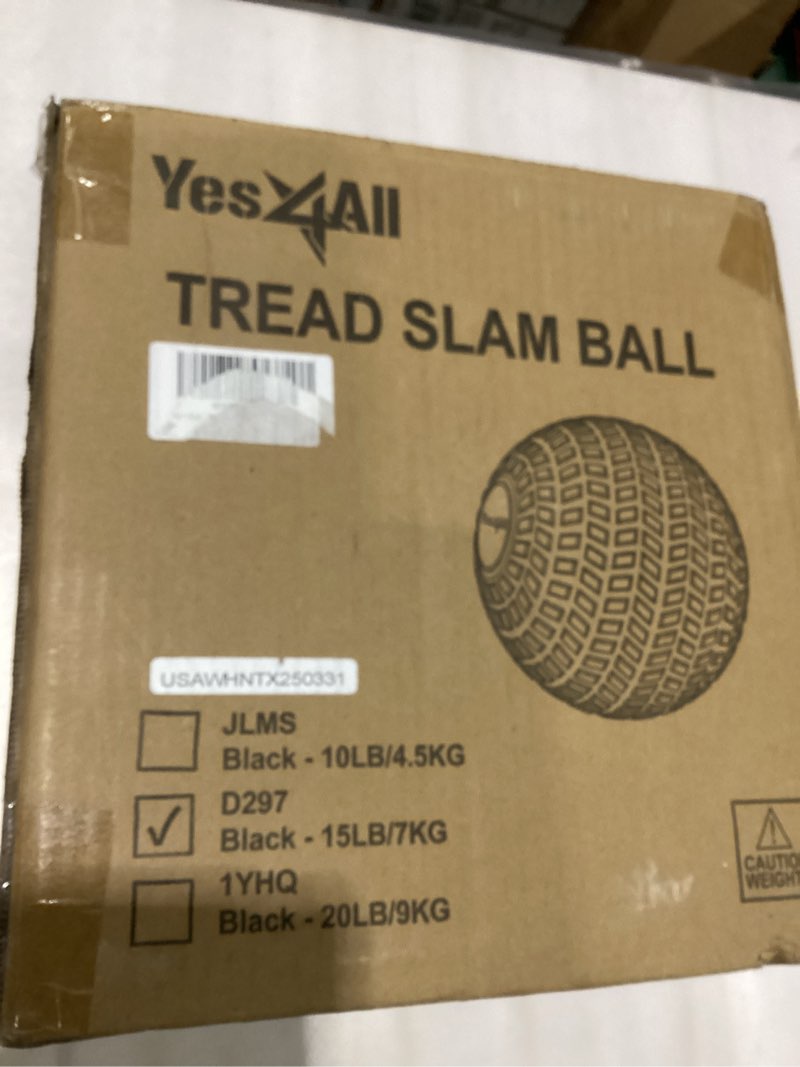 Yes4All
TREAD SLAM BALL
USAWHNTX250331
JLMS
Black - 10LB/4.5KG
D297
Black - 15LB/7KG
1YHQ
Black - 20LB/9KG
CAUTIO
WEIGHT